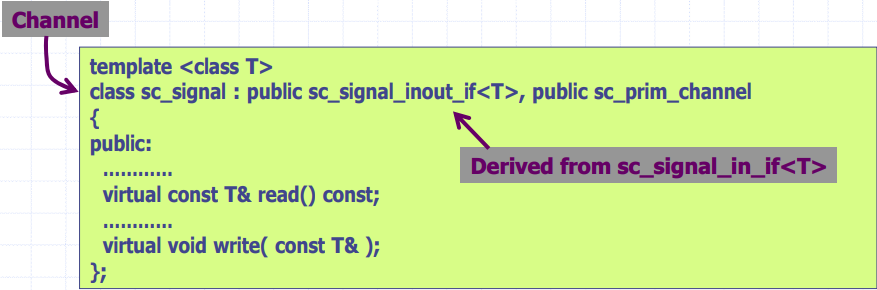 Channel
template <class T>
class sc_signal : public sc_signal_inout_if<T>, public sc_prim_channel
{
public:
............
virtual const T& read() const;
............
virtual void write( const T& );
};
Derived from sc_signal_in_if<T>